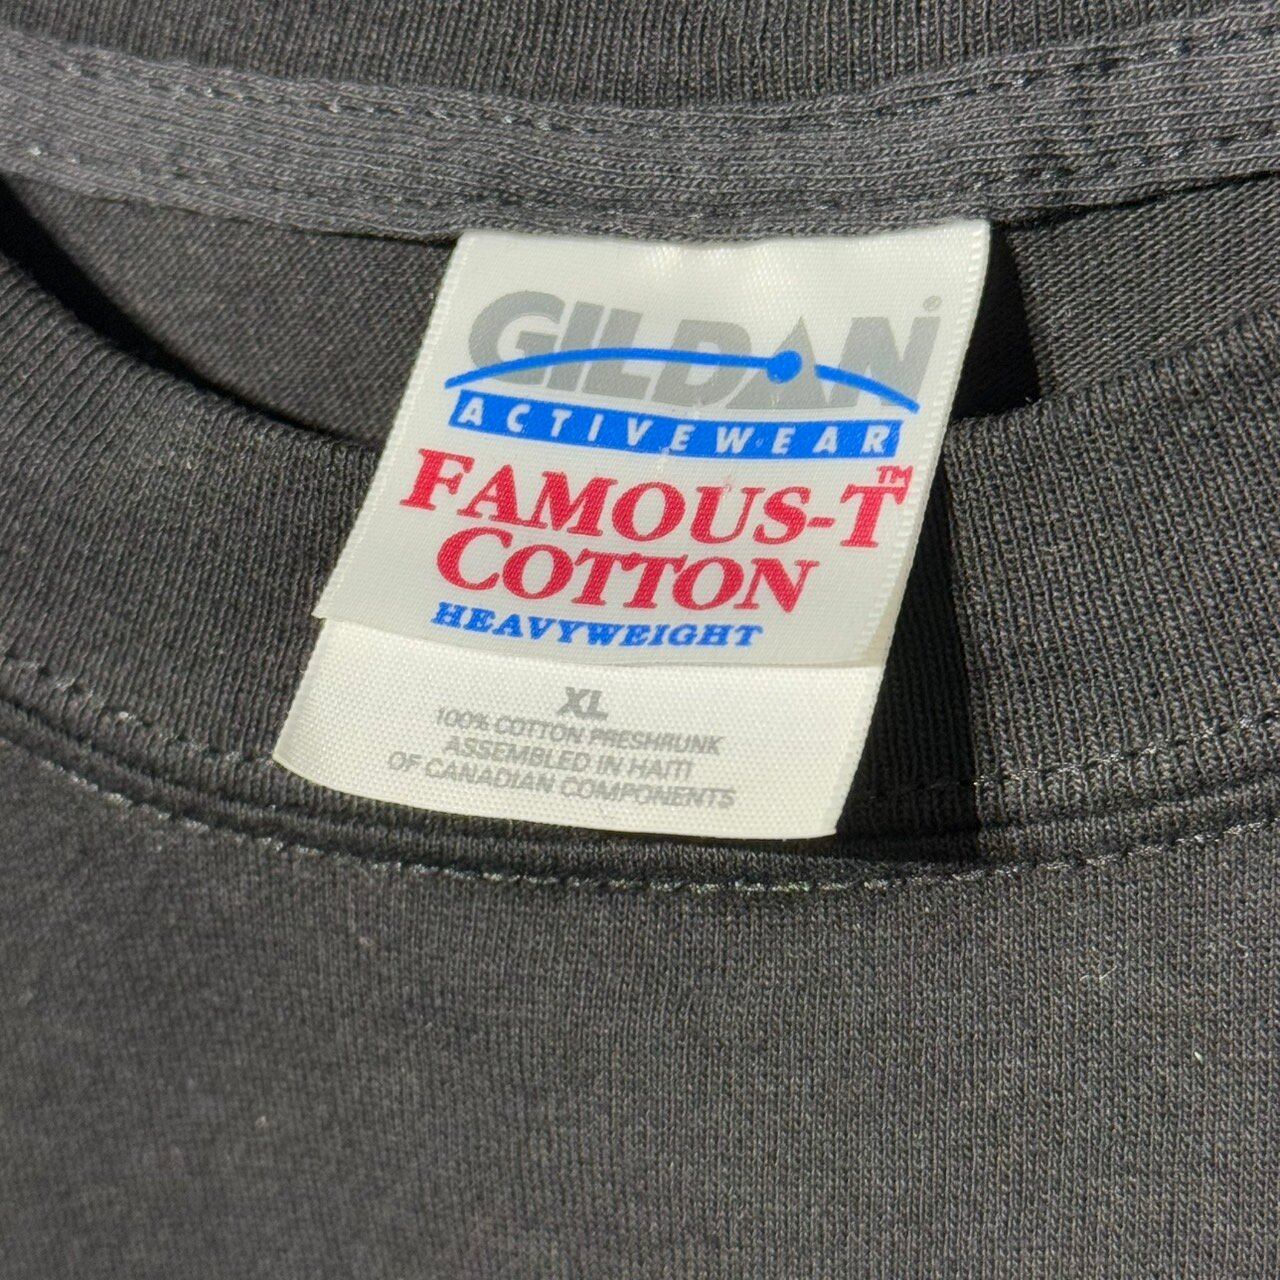 GILDAN®
ACTIVEWEAR
FAMOUS-T™
COTTON
HEAVYWEIGHT
XL
100% COTTON PRESHRUNK
ASSEMBLED IN HAITI
OF CANADIAN COMPONENTS